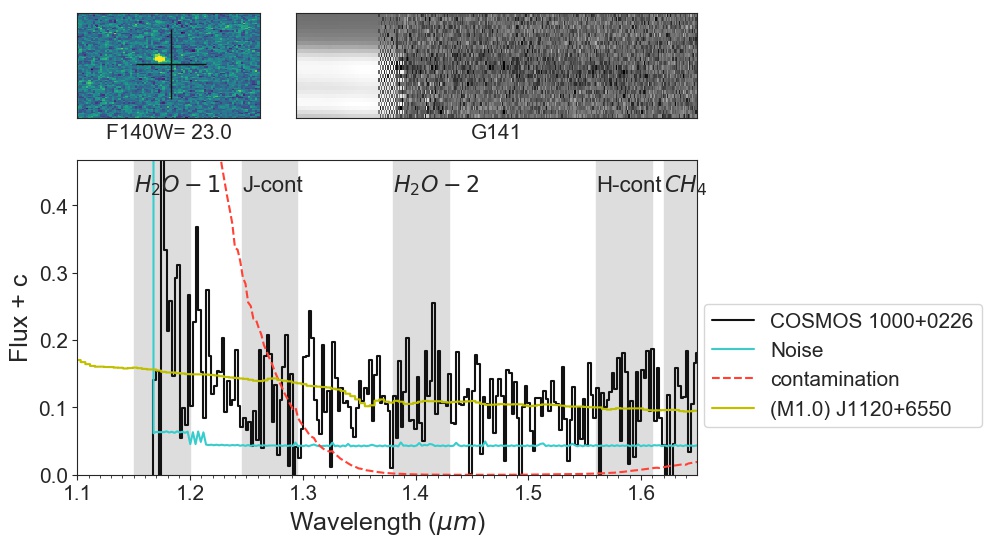 F140W= 23.0
G141
H2O − 1
J-cont
H2O − 2
H-cont
CH4
0.4
0.3
0.2
0.1
0.0
Flux + c
1.1
1.2
1.3
1.4
1.5
1.6
Wavelength (μm)
COSMOS 1000+0226
Noise
contamination
(M1.0) J1120+6550